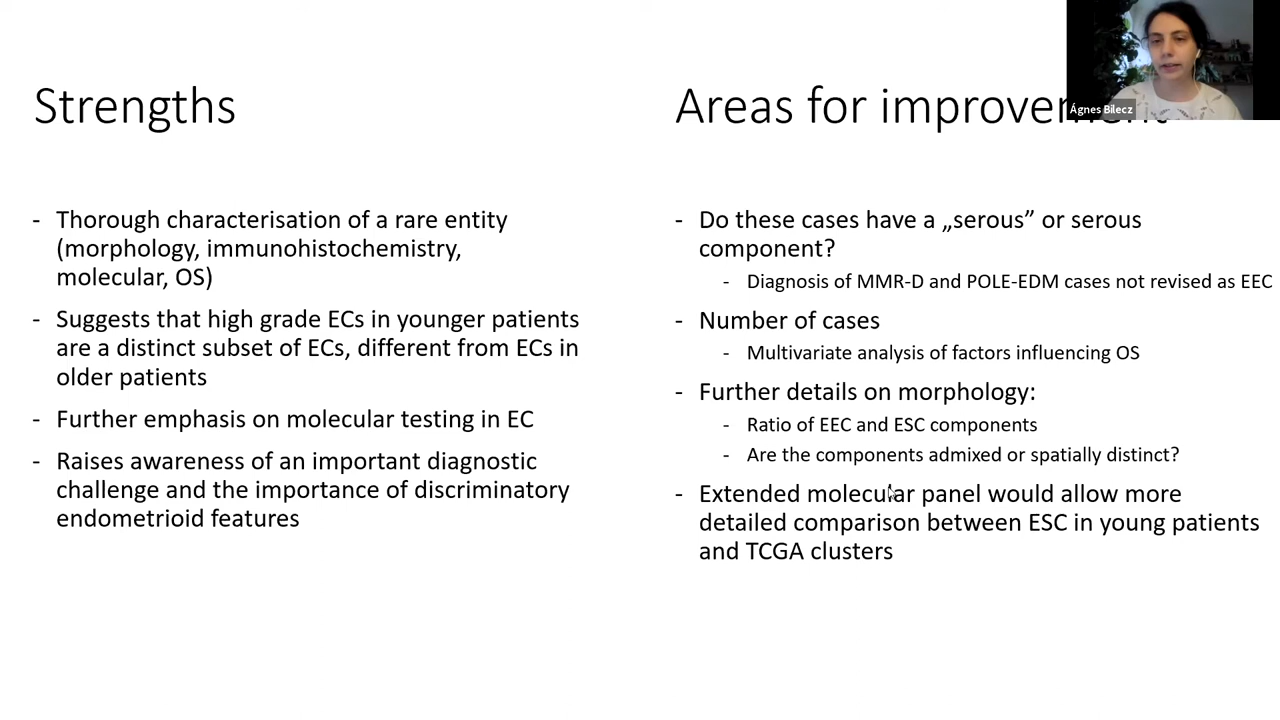 Strengths
- Thorough characterisation of a rare entity
(morphology, immunohistochemistry,
molecular, OS)
- Suggests that high grade ECs in younger patients
are a distinct subset of ECs, different from ECs in
older patients
- Further emphasis on molecular testing in EC
- Raises awareness of an important diagnostic
challenge and the importance of discriminatory
endometrioid features
Areas for improvement
- Do these cases have a „serous” or serous
component?
- Diagnosis of MMR-D and POLE-EDM cases not revised as EEC
- Number of cases
- Multivariate analysis of factors influencing OS
- Further details on morphology:
- Ratio of EEC and ESC components
- Are the components admixed or spatially distinct?
- Extended molecular panel would allow more
detailed comparison between ESC in young patients
and TCGA clusters
Ágnes Bilecz